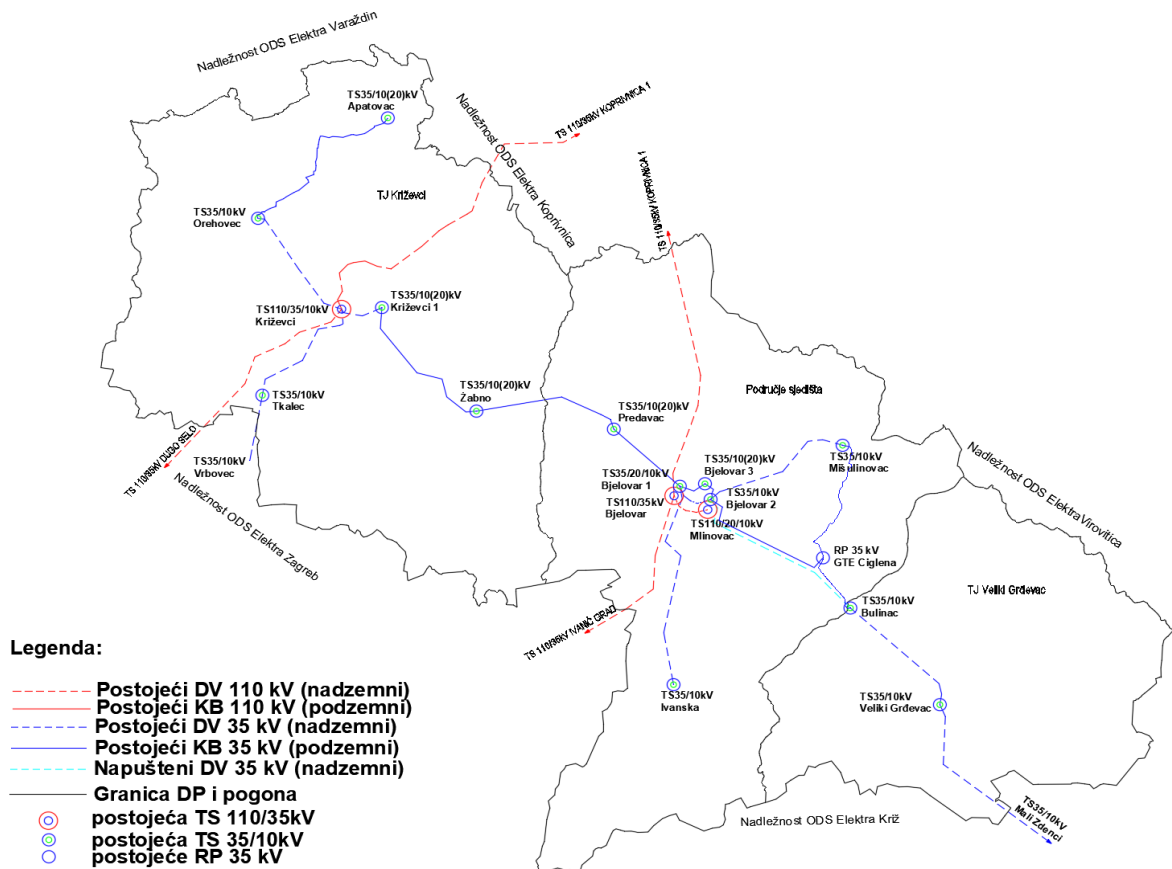 Nadležnost ODS Elektra Varaždin
TS35/10(20)kV
Apatovac
Nadležnost ODS Elektra Koprivnica
TS 110/35kV KOPRIVNICA 1
TS 110/35kV KOPRIVNICA 1
TJ Križevci
TS35/10kV
Orehovec
TS110/35/10kV
Križevci
TS35/10(20)kV
Križevci 1
TS35/10kV
Tkalec
TS35/10(20)kV
Žabno
TS 110/35kV DUGO SELO
TS35/10kV
Vrbovec
Nadležnost ODS Elektra Zagreb
Područje sjedišta
TS35/10(20)kV
Predavac
TS35/20/10kV
Bjelovar 1
TS35/10(20)kV
Bjelovar 3
TS110/35kV
Bjelovar
TS35/10kV
Bjelovar 2
TS110/20/10kV
Mlinovac
TS35/10kV
Mišulinovac
Nadležnost ODS ElektraVirovitica
RP 35 kV
GTE Ciglena
TJ Veliki Grđevac
TS35/10kV
Bulinac
TS 110/35kV IVANIĆ GRAD
TS35/10kV
Ivanska
TS35/10kV
Veliki Grđevac
TS35/10kV
Mali Zdenci
Nadležnost ODS Elektra Križ
Legenda:
Postojeći DV 110 kV (nadzemni)
Postojeći KB 110 kV (podzemni)
Postojeći DV 35 kV (nadzemni)
Postojeći KB 35 kV (podzemni)
Napušteni DV 35 kV (nadzemni)
Granica DP i pogona
postojeća TS 110/35kV
postojeća TS 35/10kV
postojeće RP 35 kV